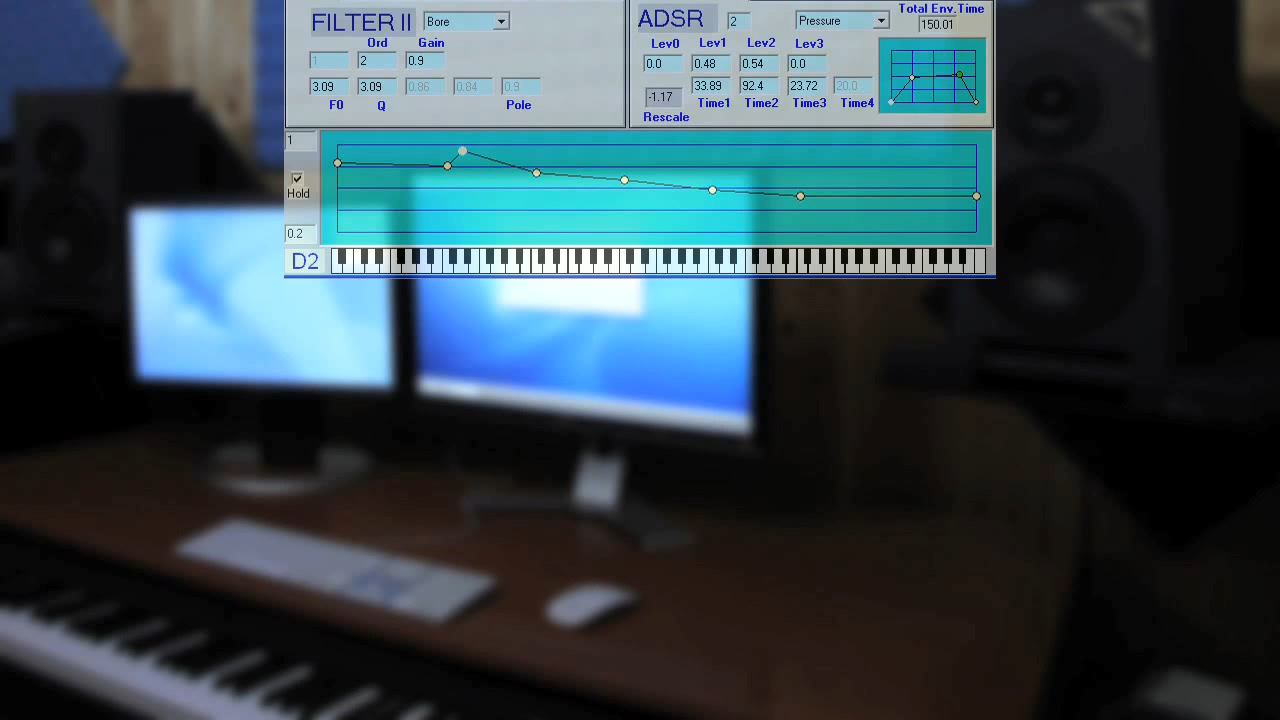 FILTER II Bore
Ord Gain
1 2 0.9
3.09 3.09 0.86 0.84 0.9
F0 Q Pole
ADSR 2 Pressure Total Env.Time
150.01
Lev0 Lev1 Lev2 Lev3
0.0 0.48 0.54 0.0
-1.17 33.89 92.4 23.72 20.0
Time1 Time2 Time3 Time4
Rescale
1
Hold
0.2
D2